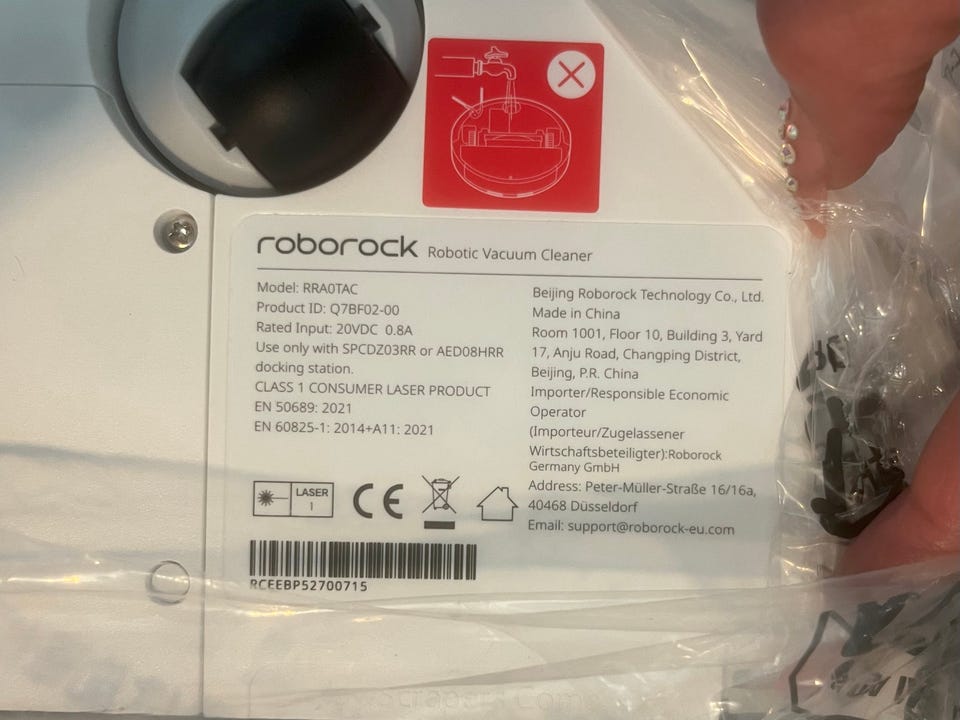 roborock Robotic Vacuum Cleaner
Model: RRA0TAC
Product ID: Q7BF02-00
Rated Input: 20VDC 0.8A
Use only with SPCDZ03RR or AED08HRR
docking station.
CLASS 1 CONSUMER LASER PRODUCT
EN 50689: 2021
EN 60825-1: 2014+A11: 2021
LASER
1
CE
RCEEBP52700715
Beijing Roborock Technology Co., Ltd.
Made in China
Room 1001, Floor 10, Building 3, Yard
17, Anju Road, Changping District,
Beijing, P.R. China
Importer/Responsible Economic
Operator
(Importeur/Zugelassener
Wirtschaftsbeteiligter):Roborock
Germany GmbH
Address: Peter-Müller-Straße 16/16a,
40468 Düsseldorf
Email: support@roborock-eu.com